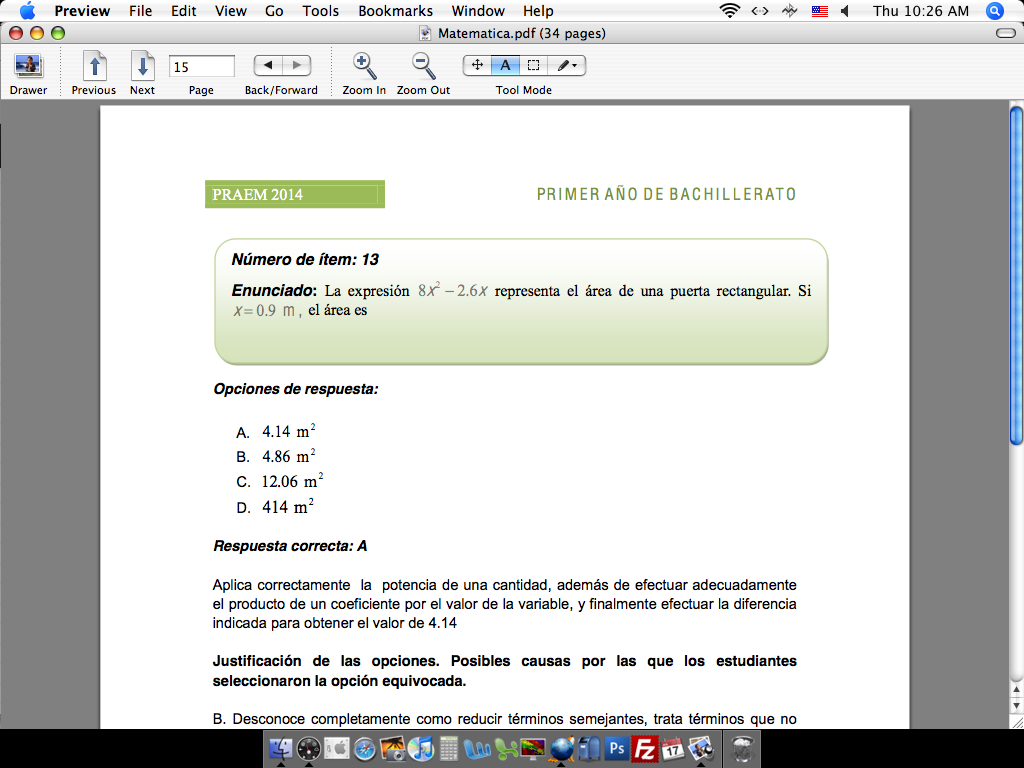 Preview File Edit View Go Tools Bookmarks Window Help Thu 10:26 AM
Matematica.pdf (34 pages)
15
A
Drawer Previous Next Page Back/Forward Zoom In Zoom Out Tool Mode
PRAEM 2014 PRIMER AÑO DE BACHILLERATO
Número de ítem: 13
Enunciado: La expresión 8x² – 2.6x representa el área de una puerta rectangular. Si
x = 0.9 m , el área es
Opciones de respuesta:
A. 4.14 m²
B. 4.86 m²
C. 12.06 m²
D. 414 m²
Respuesta correcta: A
Aplica correctamente la potencia de una cantidad, además de efectuar adecuadamente
el producto de un coeficiente por el valor de la variable, y finalmente efectuar la diferencia
indicada para obtener el valor de 4.14
Justificación de las opciones. Posibles causas por las que los estudiantes
seleccionaron la opción equivocada.
B. Desconoce completamente como reducir términos semejantes, trata términos que no
Ps Fz 17